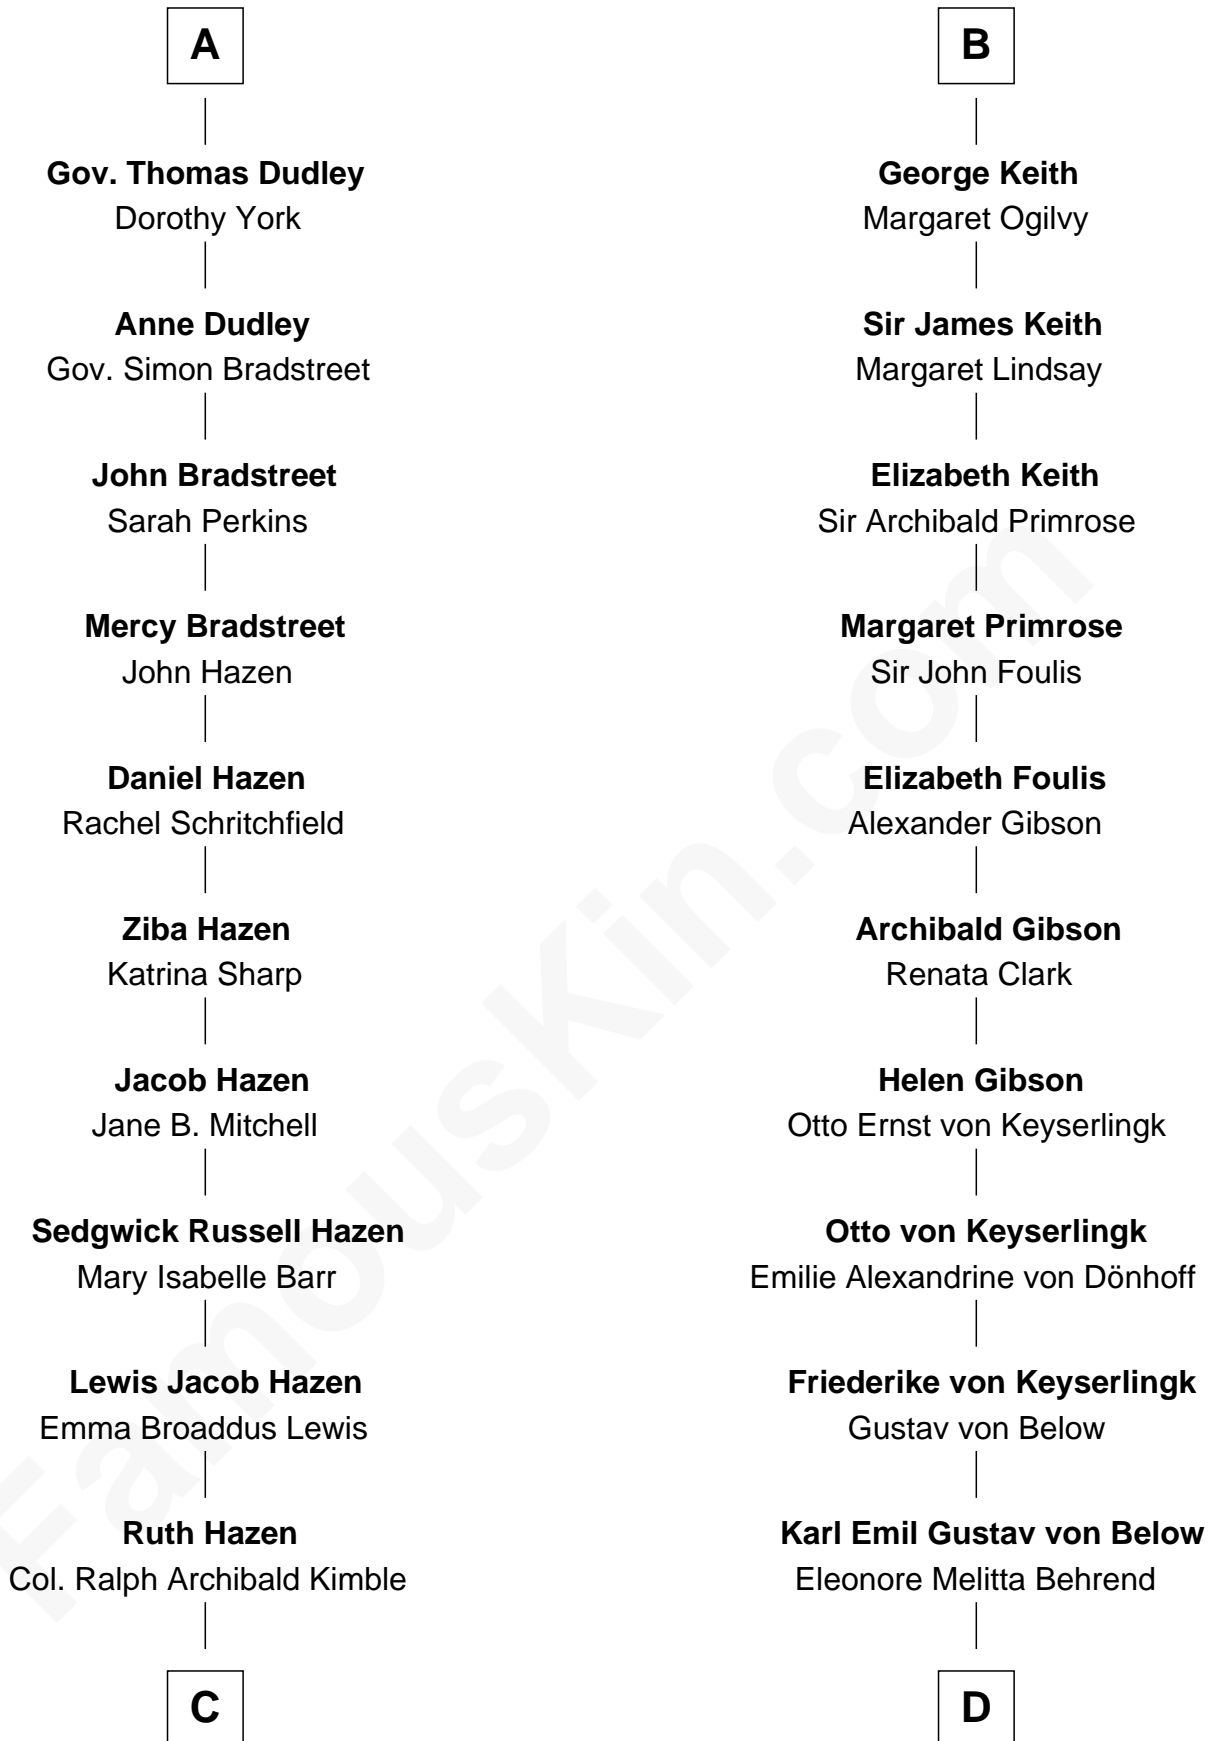 A
Gov. Thomas Dudley
Dorothy York
Anne Dudley
Gov. Simon Bradstreet
John Bradstreet
Sarah Perkins
Mercy Bradstreet
John Hazen
Daniel Hazen
Rachel Schritchfield
Ziba Hazen
Katrina Sharp
Jacob Hazen
Jane B. Mitchell
Sedgwick Russell Hazen
Mary Isabelle Barr
Lewis Jacob Hazen
Emma Broaddus Lewis
Ruth Hazen
Col. Ralph Archibald Kimble
C
B
George Keith
Margaret Ogilvy
Sir James Keith
Margaret Lindsay
Elizabeth Keith
Sir Archibald Primrose
Margaret Primrose
Sir John Foulis
Elizabeth Foulis
Alexander Gibson
Archibald Gibson
Renata Clark
Helen Gibson
Otto Ernst von Keyserlingk
Otto von Keyserlingk
Emilie Alexandrine von Dönhoff
Friederike von Keyserlingk
Gustav von Below
Karl Emil Gustav von Below
Eleonore Melitta Behrend
D
FamousKin.com